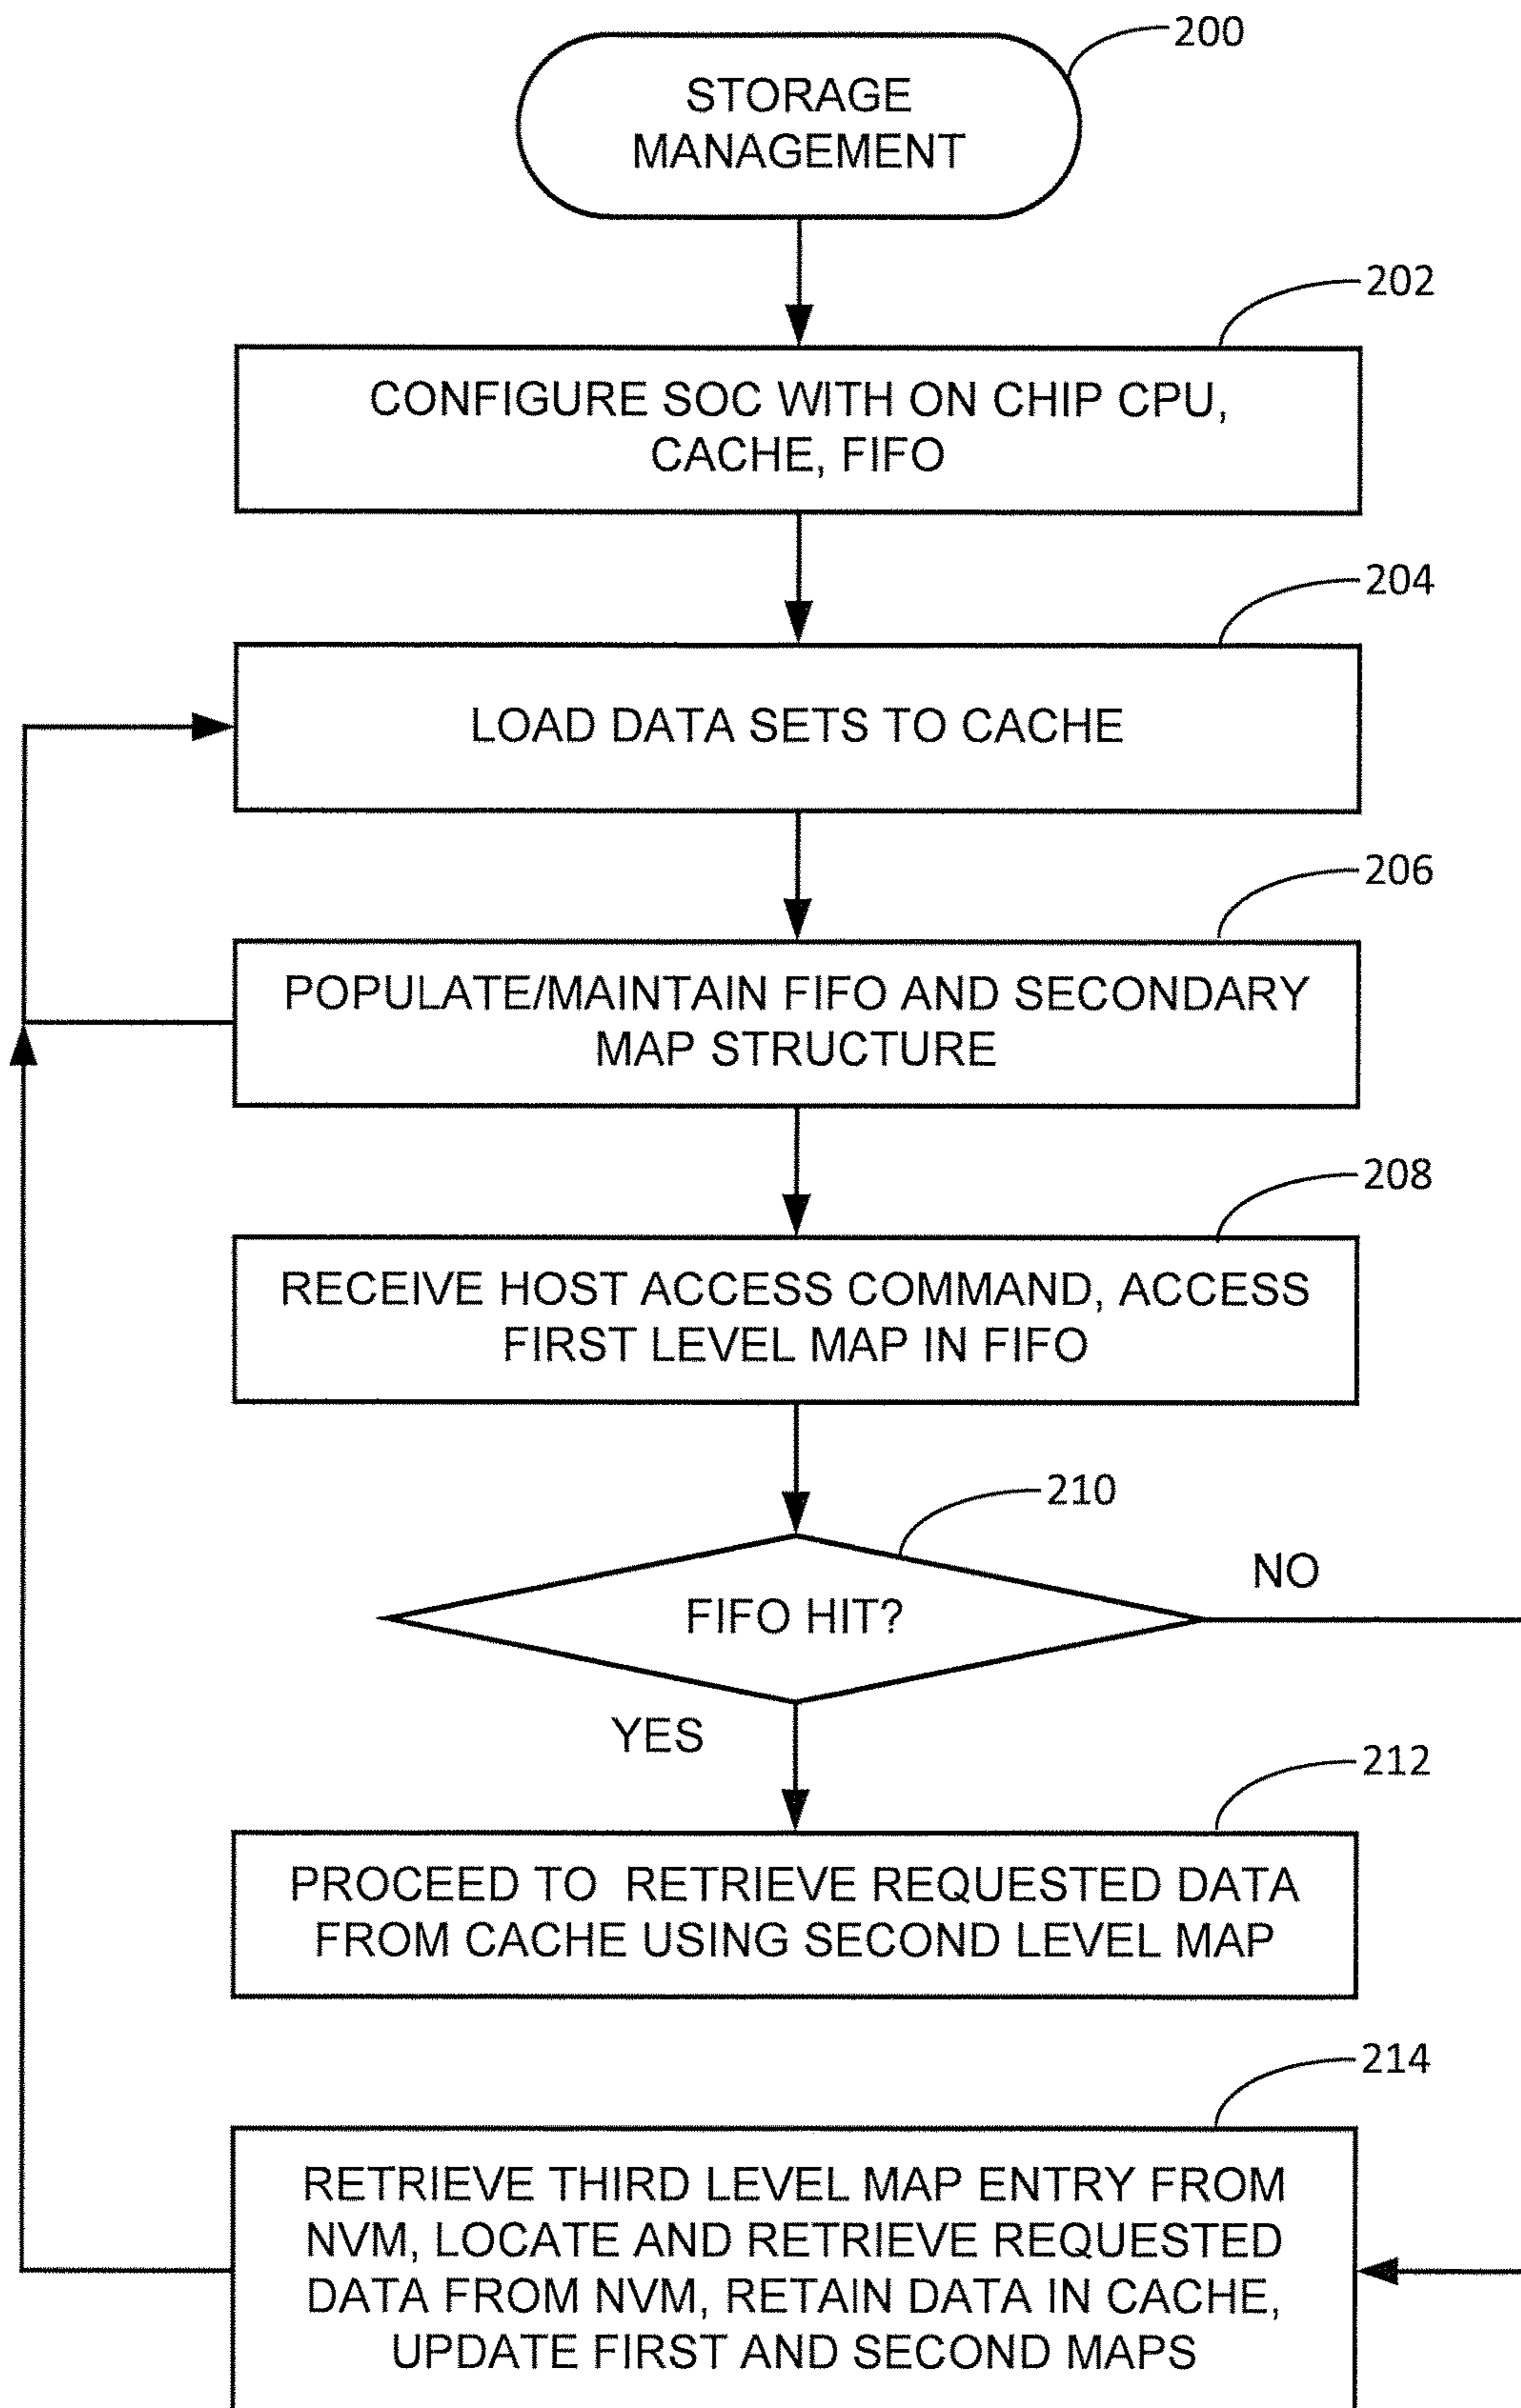 200
STORAGE
MANAGEMENT
202
CONFIGURE SOC WITH ON CHIP CPU,
CACHE, FIFO
204
LOAD DATA SETS TO CACHE
206
POPULATE/MAINTAIN FIFO AND SECONDARY
MAP STRUCTURE
208
RECEIVE HOST ACCESS COMMAND, ACCESS
FIRST LEVEL MAP IN FIFO
210
NO
FIFO HIT?
YES
212
PROCEED TO RETRIEVE REQUESTED DATA
FROM CACHE USING SECOND LEVEL MAP
214
RETRIEVE THIRD LEVEL MAP ENTRY FROM
NVM, LOCATE AND RETRIEVE REQUESTED
DATA FROM NVM, RETAIN DATA IN CACHE,
UPDATE FIRST AND SECOND MAPS